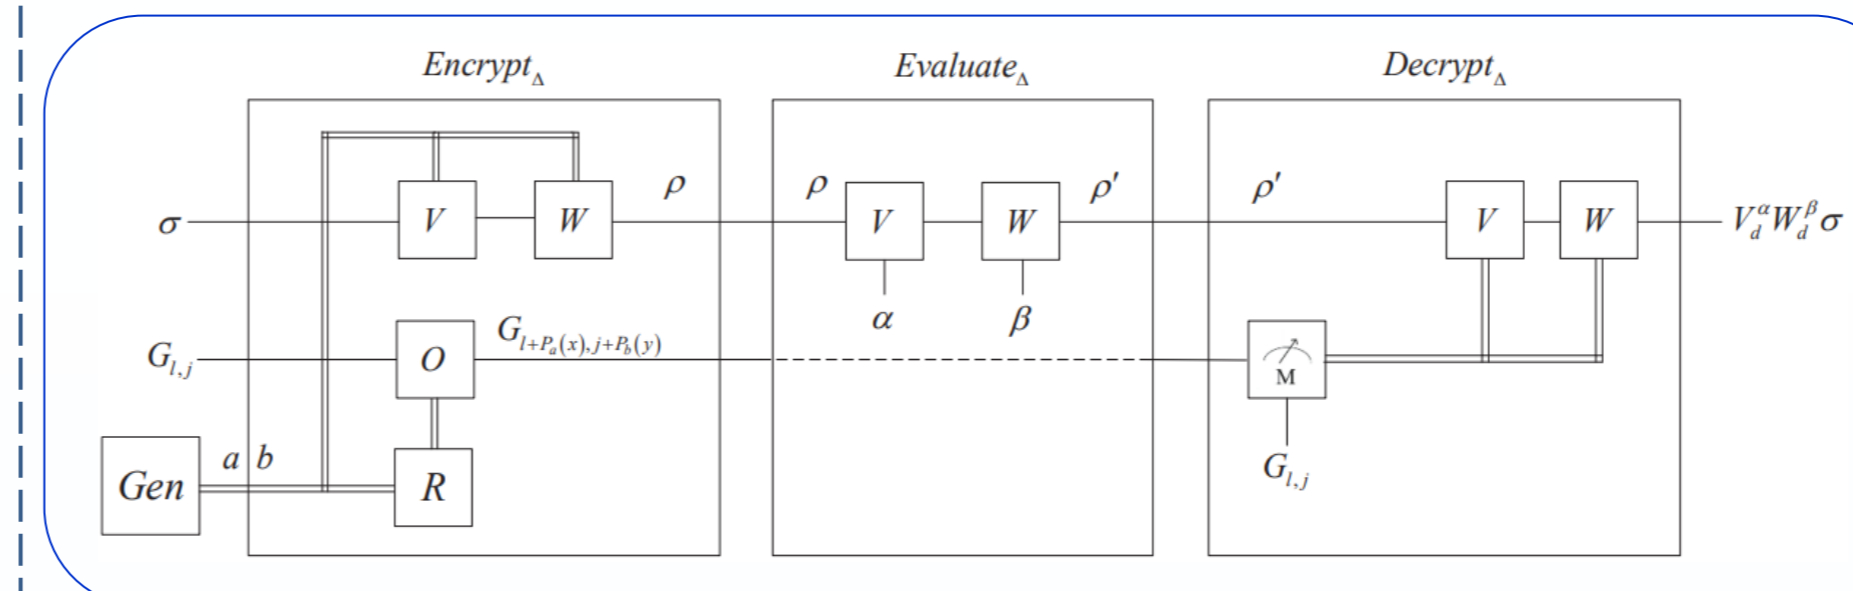 Encrypt_Δ Evaluate_Δ Decrypt_Δ
ρ ρ ρ′ ρ′
σ V W V W V W V_d^α W_d^β σ
α β
G_{l,j} O G_{l+P_a(x), j+P_b(y)} M
G_{l,j}
a b
Gen R